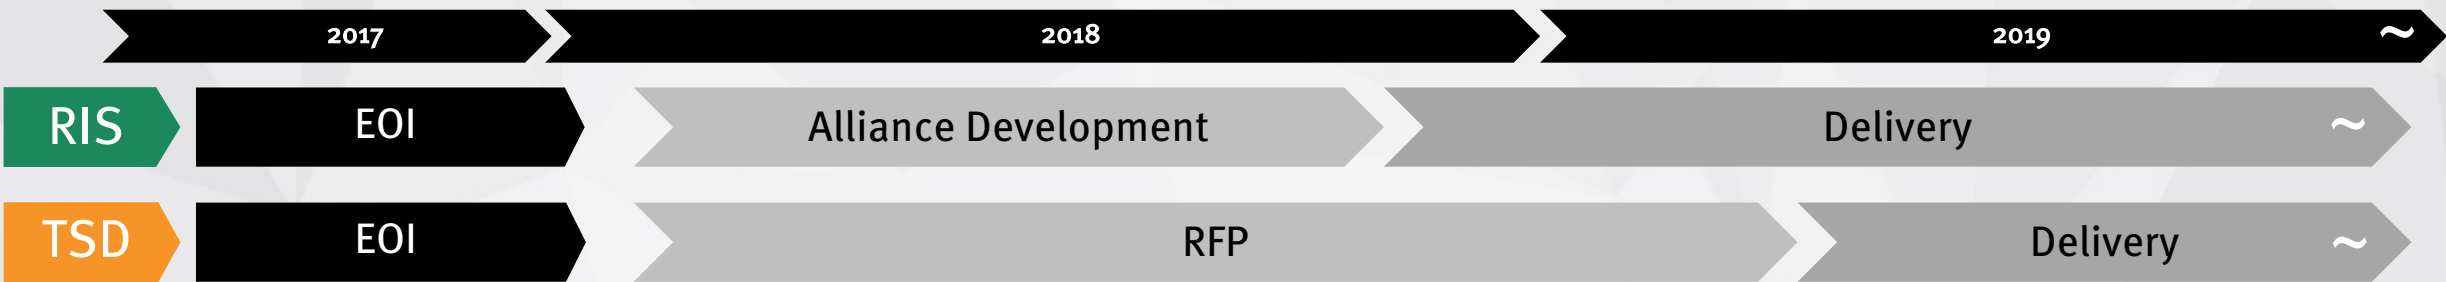 2017 2018 2019 ~
RIS EOI Alliance Development Delivery ~
TSD EOI RFP Delivery ~